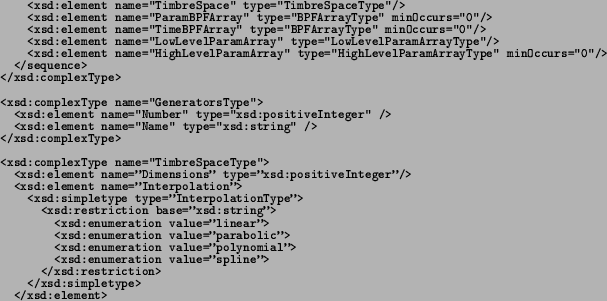 <xsd:element name="TimbreSpace" type="TimbreSpaceType"/>
<xsd:element name="ParamBPFArray" type="BPFArrayType" minOccurs="0"/>
<xsd:element name="TimeBPFArray" type="BPFArrayType" minOccurs="0"/>
<xsd:element name="LowLevelParamArray" type="LowLevelParamArrayType"/>
<xsd:element name="HighLevelParamArray" type="HighLevelParamArrayType" minOccurs="0"/>
</sequence>
</xsd:complexType>
<xsd:complexType name="GeneratorsType">
<xsd:element name="Number" type="xsd:positiveInteger" />
<xsd:element name="Name" type="xsd:string" />
</xsd:complexType>
<xsd:complexType name="TimbreSpaceType">
<xsd:element name=”Dimensions” type=”xsd:positiveInteger”/>
<xsd:element name=”Interpolation”>
<xsd:simpletype type=”InterpolationType”>
<xsd:restriction base=”xsd:string”>
<xsd:enumeration value=”linear”>
<xsd:enumeration value=”parabolic”>
<xsd:enumeration value=”polynomial”>
<xsd:enumeration value=”spline”>
</xsd:restriction>
</xsd:simpletype>
</xsd:element>